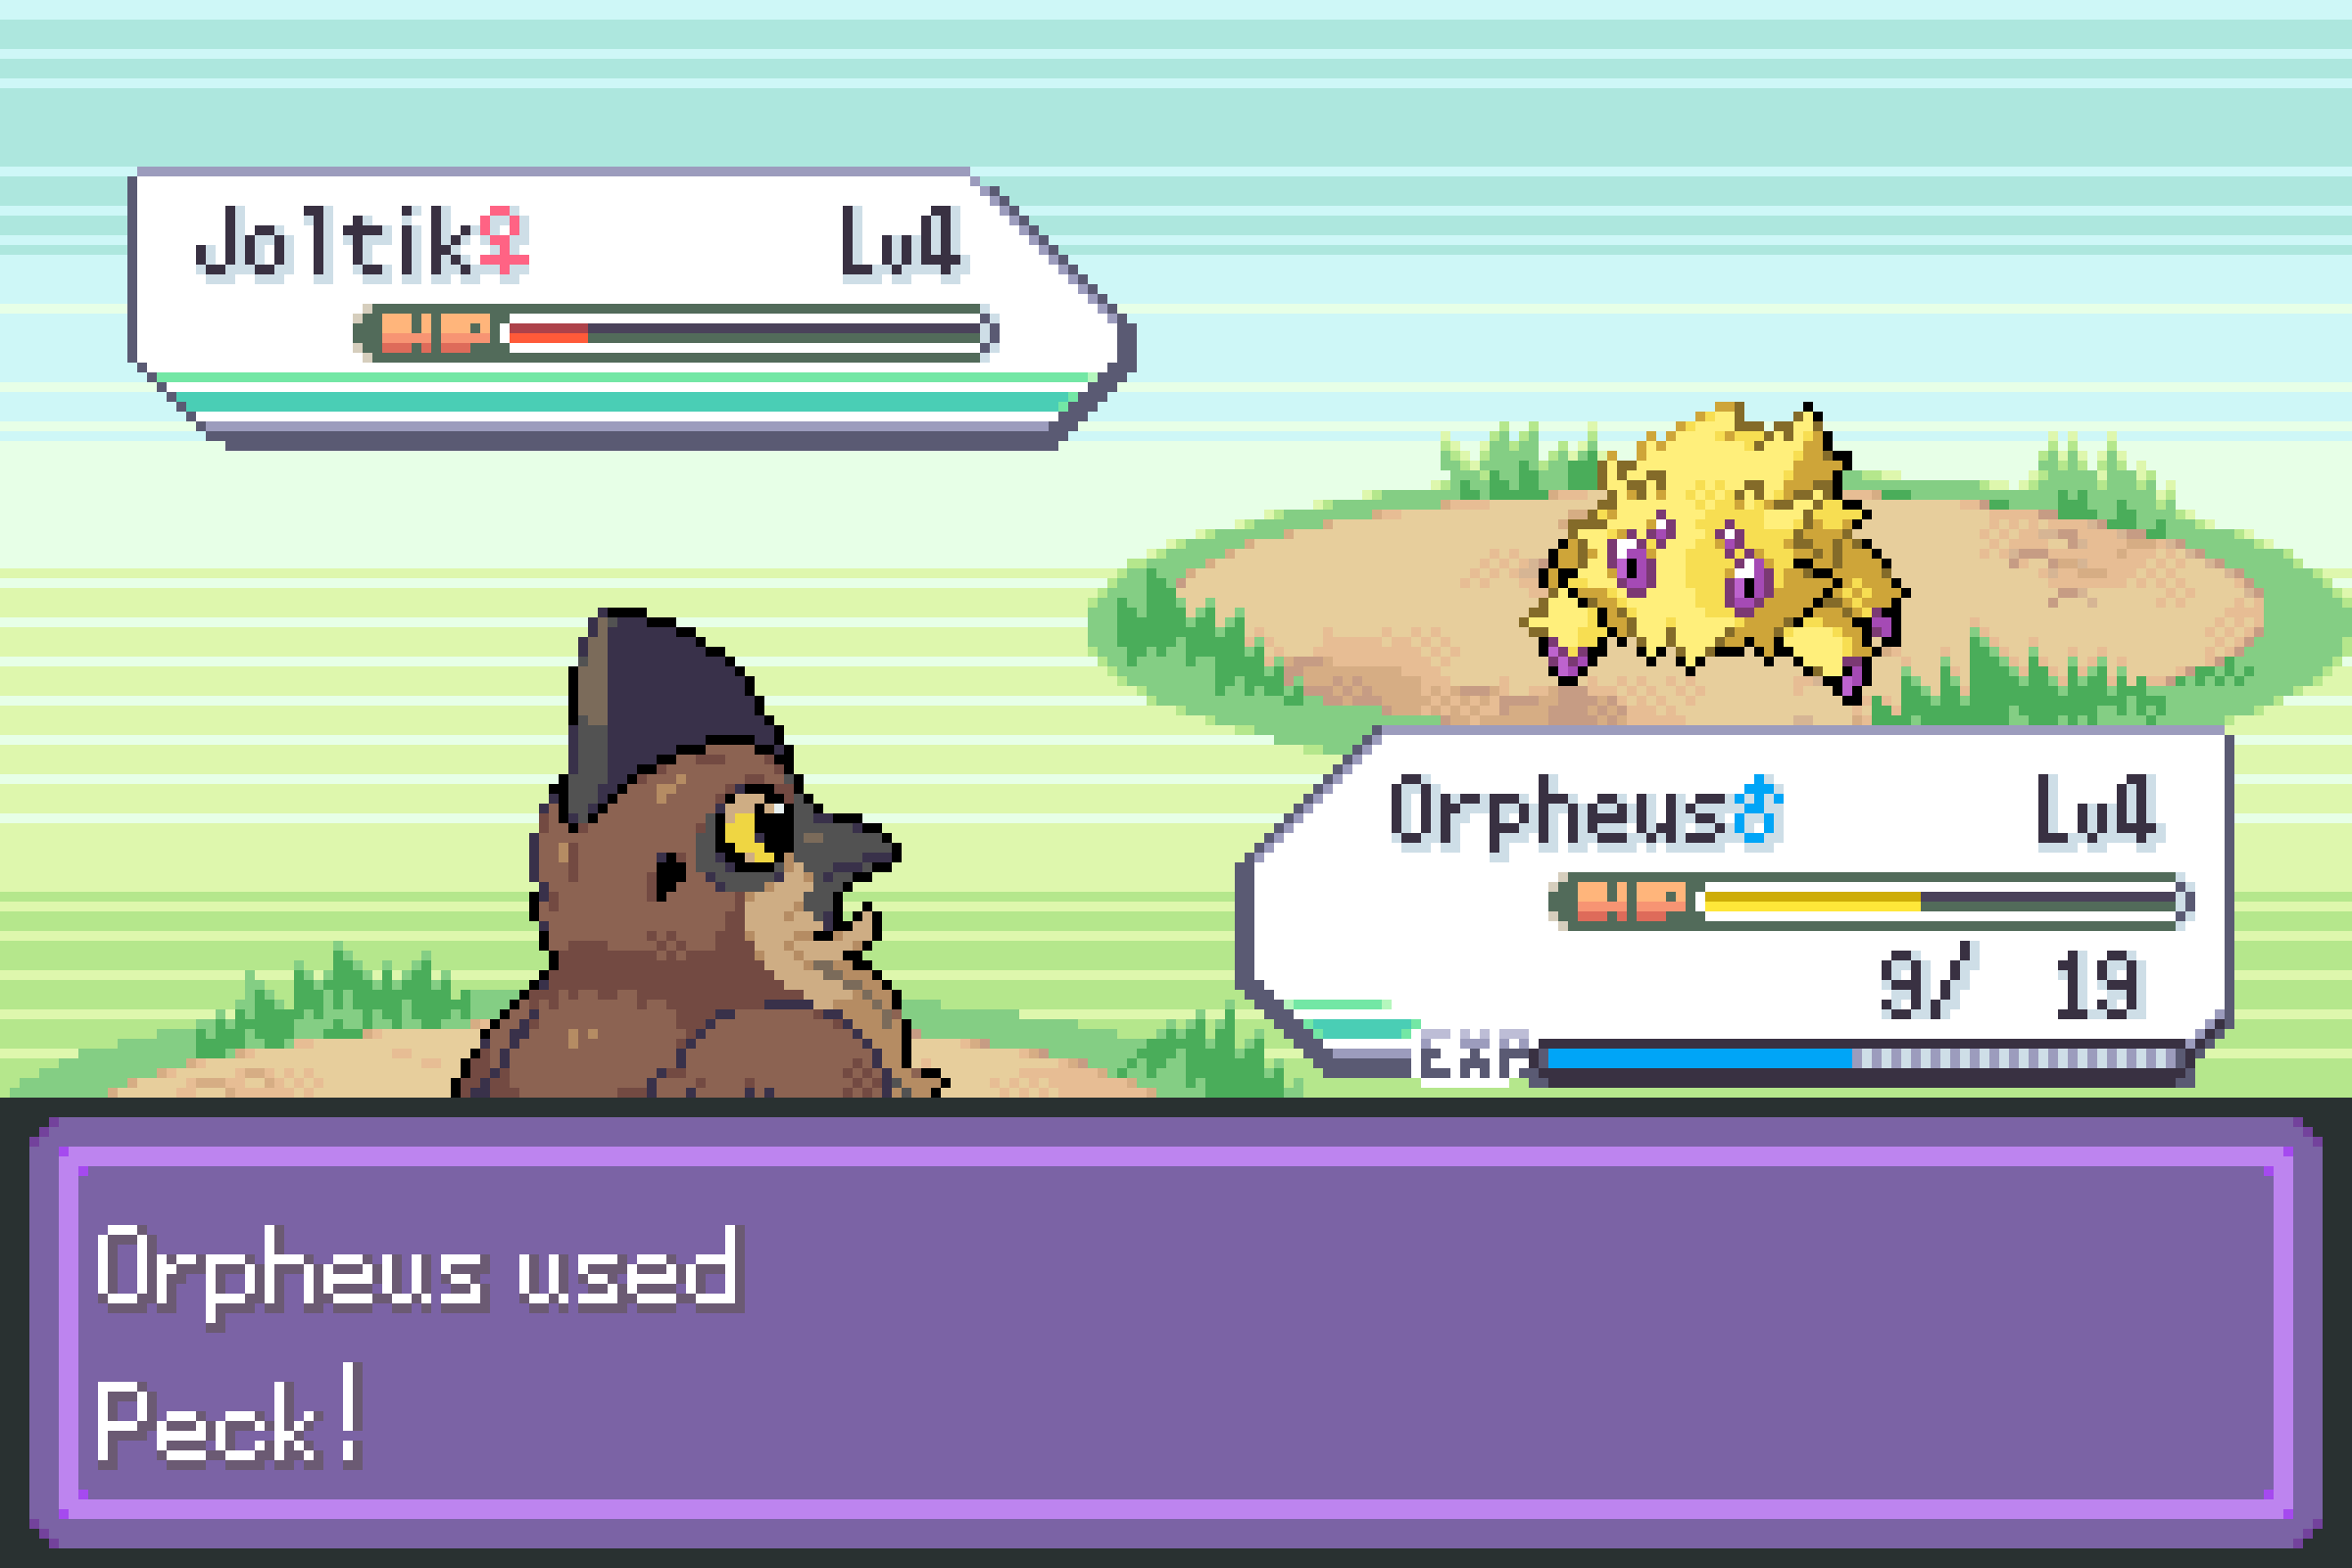 Joltik♀ Lv4
HP
Orpheus♂ Lv4
HP
9/ 19
EXP
Orpheus used
Peck!